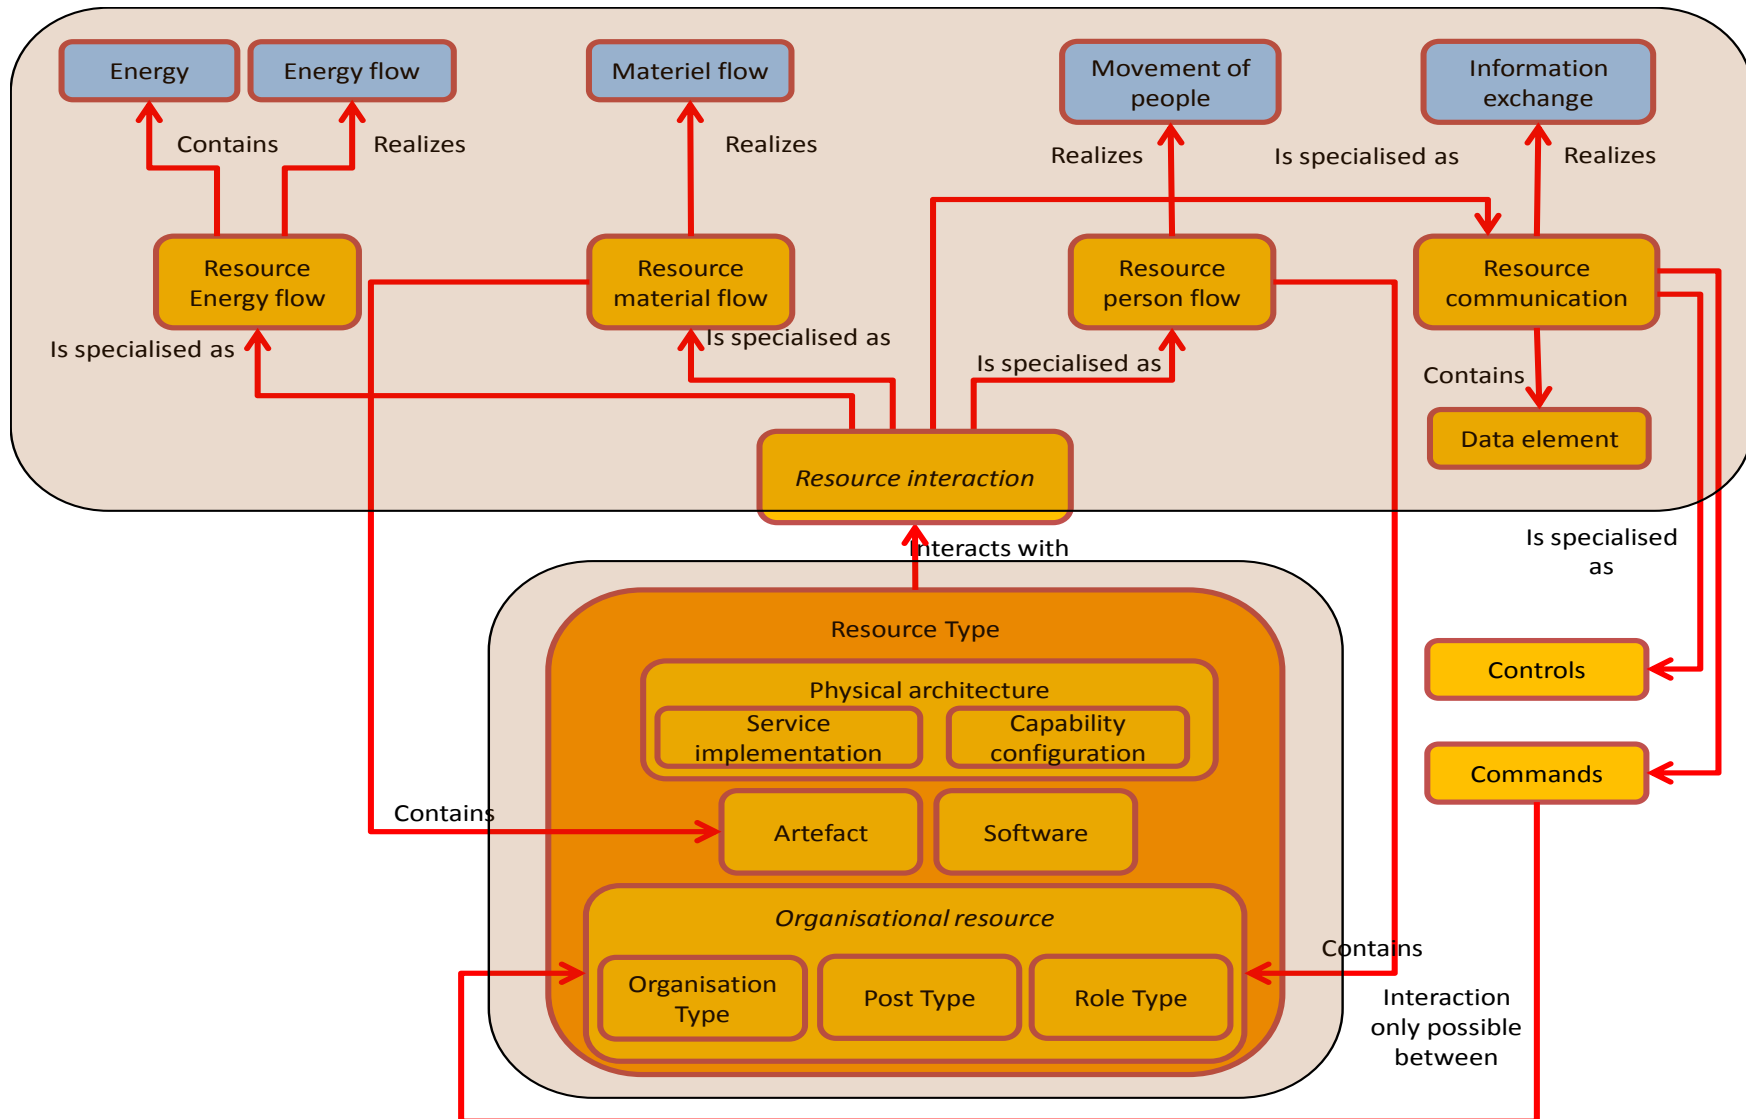 Energy
Energy flow
Materiel flow
Movement of
people
Information
exchange
Contains
Realizes
Realizes
Realizes
Is specialised as
Realizes
Resource
Energy flow
Resource
material flow
Resource
person flow
Resource
communication
Is specialised as
Is specialised as
Is specialised as
Contains
Data element
Resource interaction
Interacts with
Is specialised
as
Resource Type
Physical architecture
Service
implementation
Capability
configuration
Controls
Commands
Contains
Artefact
Software
Organisational resource
Contains
Organisation
Type
Post Type
Role Type
Interaction
only possible
between